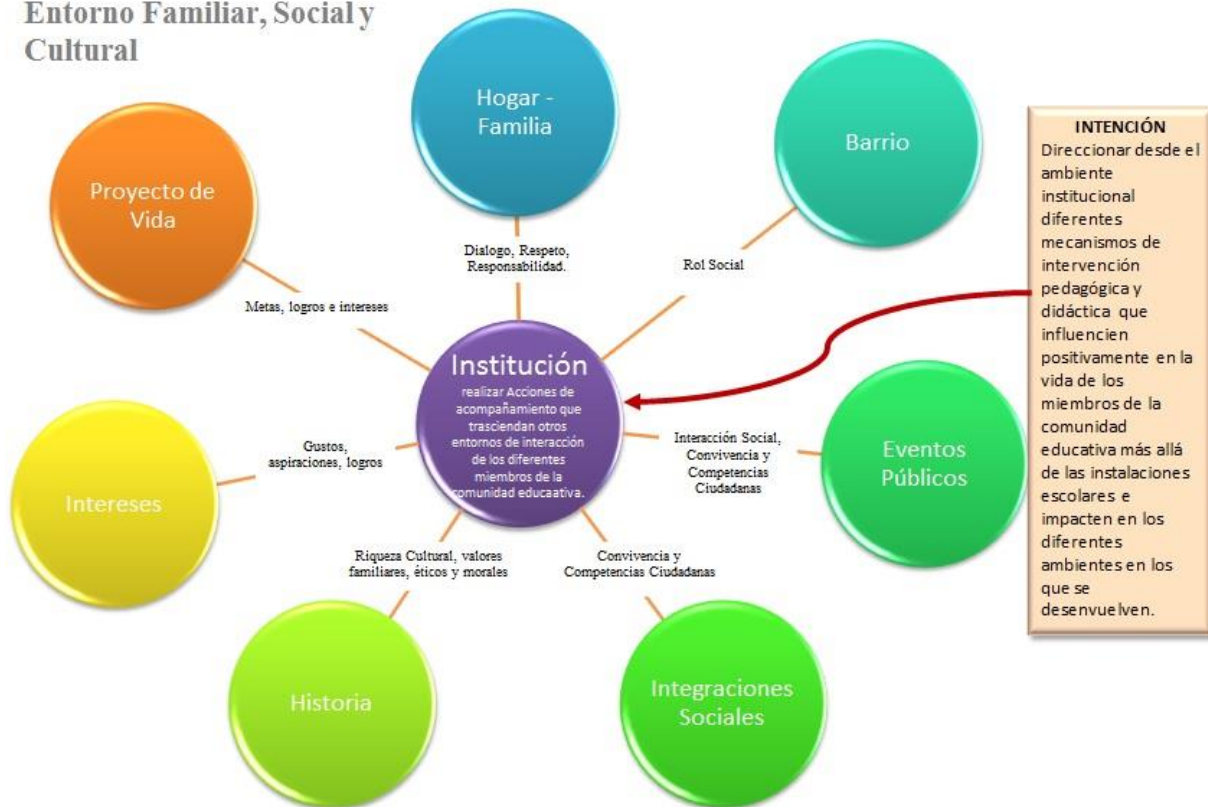 Entorno Familiar, Social y
Cultural
Hogar -
Familia
Barrio
Proyecto de
Vida
Dialogo, Respeto,
Responsabilidad.
Rol Social
Metas, logros e intereses
INTENCIÓN
Direccionar desde el
ambiente
institucional
diferentes
mecanismos de
intervención
pedagógica y
didáctica que
influencien
positivamente en la
vida de los
miembros de la
comunidad
educativa más allá
de las instalaciones
escolares e
impacten en los
diferentes
ambientes en los
que se
desenvuelven.
Institución
realizar Acciones de
acompañamiento que
trasciendan otros
entornos de interacción
de los diferentes
miembros de la
comunidad educaativa.
Gustos,
aspiraciones, logros
Interacción Social,
Convivencia y
Competencias
Ciudadanas
Eventos
Públicos
Intereses
Riqueza Cultural, valores
familiares, éticos y morales
Convivencia y
Competencias Ciudadanas
Historia
Integraciones
Sociales